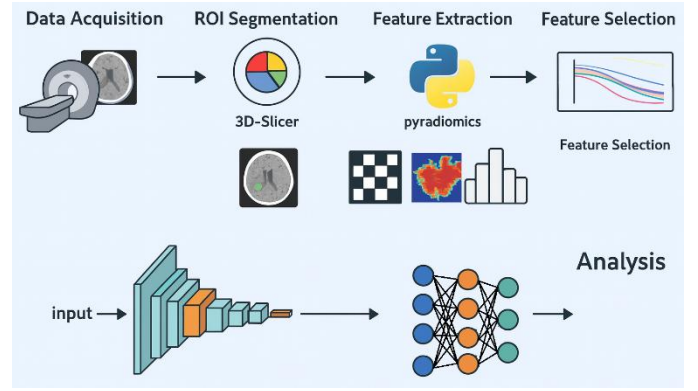 Data Acquisition
ROI Segmentation
Feature Extraction
Feature Selection
3D-Slicer
pyradiomics
Feature Selection
input
Analysis